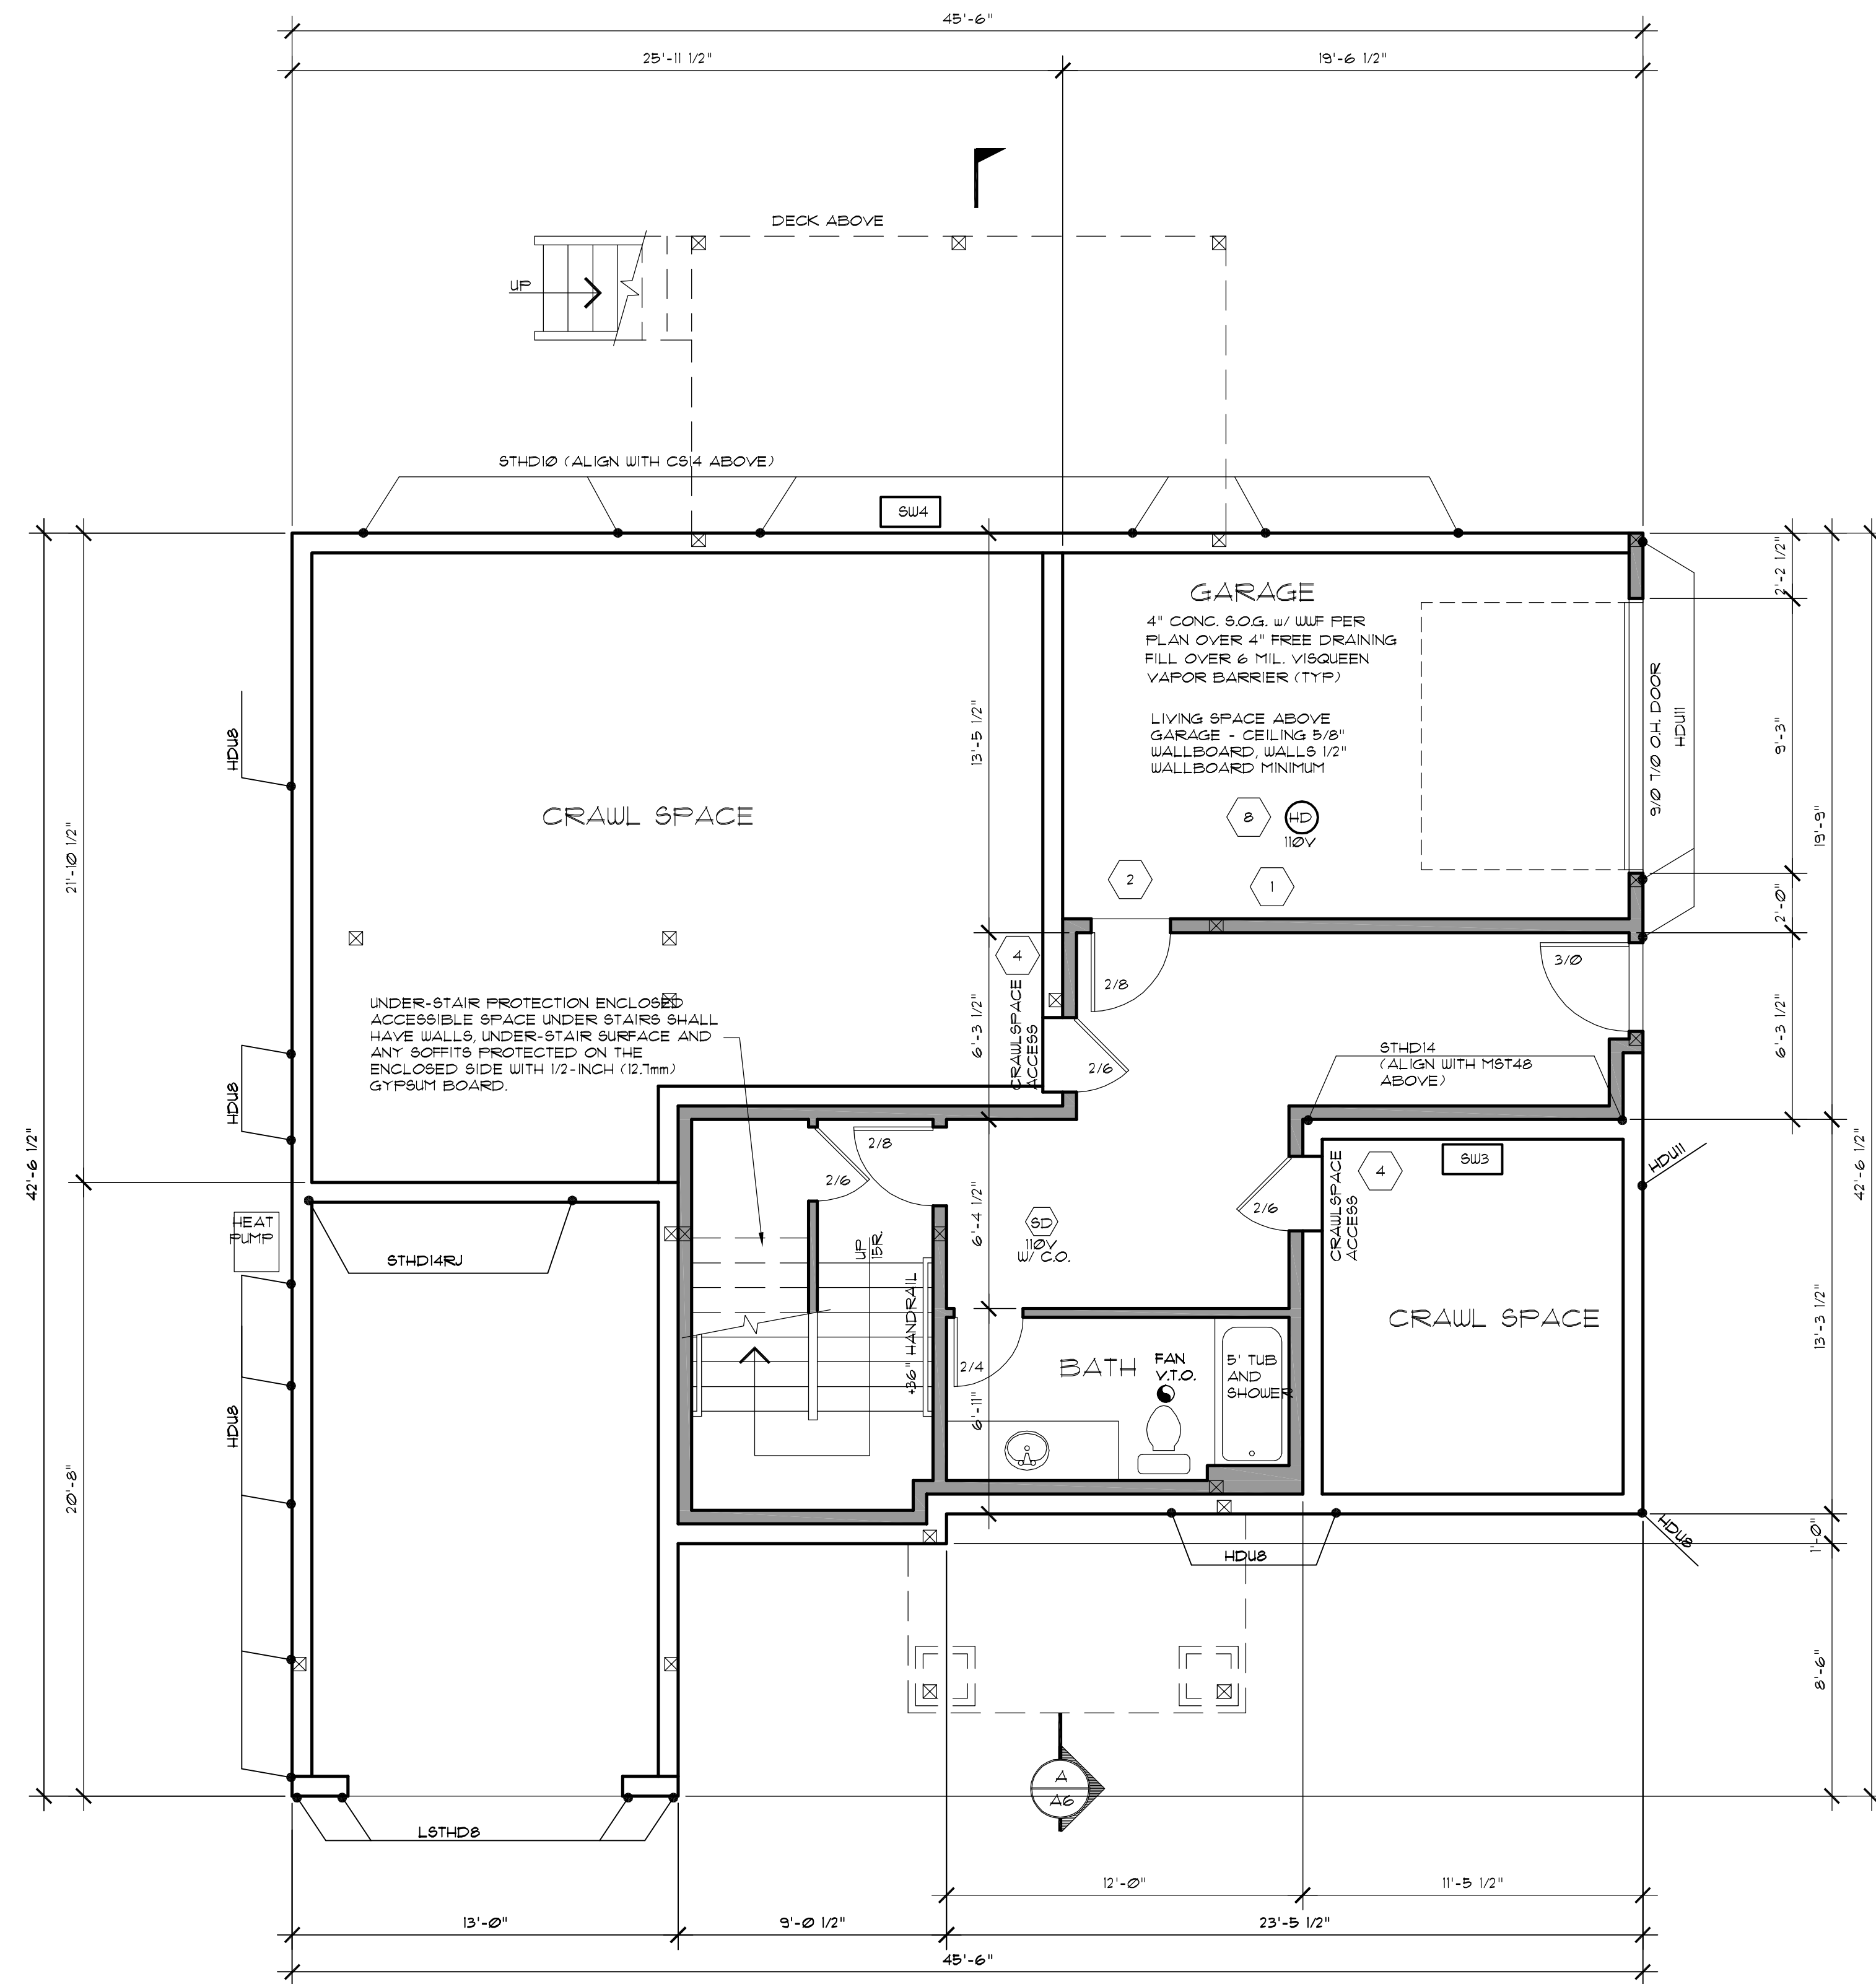 45'-6"
25'-11 1/2"
19'-6 1/2"
DECK ABOVE
UP
STHD10 (ALIGN WITH CS14 ABOVE)
SW4
GARAGE
4" CONC. S.O.G. w/ WWF PER
PLAN OVER 4" FREE DRAINING
FILL OVER 6 MIL. VISQUEEN
VAPOR BARRIER (TYP)
LIVING SPACE ABOVE
GARAGE - CEILING 5/8"
WALLBOARD, WALLS 1/2"
WALLBOARD MINIMUM
8
HD
110V
2
1
9/0 7/0 O.H. DOOR
HDU11
2'-2 1/2"
9'-3"
2'-0"
6'-3 1/2"
19'-9"
42'-6 1/2"
13'-5 1/2"
HDU8
CRAWL SPACE
21'-10 1/2"
42'-6 1/2"
UNDER-STAIR PROTECTION ENCLOSED
ACCESSIBLE SPACE UNDER STAIRS SHALL
HAVE WALLS, UNDER-STAIR SURFACE AND
ANY SOFFITS PROTECTED ON THE
ENCLOSED SIDE WITH 1/2-INCH (12.7mm)
GYPSUM BOARD.
4
CRAWLSPACE
ACCESS
6'-3 1/2"
2/8
2/6
3/0
STHD14
(ALIGN WITH MST48
ABOVE)
HDU8
2/8
2/6
6'-4 1/2"
SD
110V
W/ C.O.
2/6
CRAWLSPACE
ACCESS
4
SW3
HDU11
CRAWL SPACE
13'-3 1/2"
HEAT
PUMP
STHD14RJ
UP
15R.
+36" HANDRAIL
HDU8
20'-8"
2/4
6'-11"
BATH
FAN
V.T.O.
5' TUB
AND
SHOWER
HDU8
HDU8
1'-0"
8'-6"
A
A6
LSTHD8
12'-0"
11'-5 1/2"
13'-0"
9'-0 1/2"
23'-5 1/2"
45'-6"